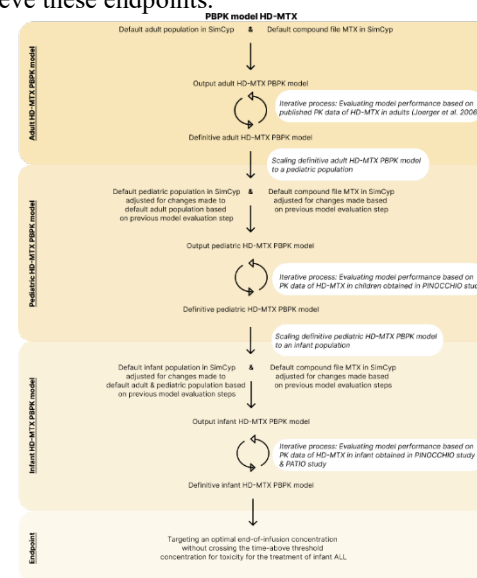 eve these endpoints.
PBPK model HD-MTX
Default adult population in SimCyp & Default compound file MTX in SimCyp
Output adult HD-MTX PBPK model
Iterative process: Evaluating model performance based on
published PK data of HD-MTX in adults (Joerger et al. 2006
Definitive adult HD-MTX PBPK model
Adult HD-MTX PBPK model
Scaling definitive adult HD-MTX PBPK model
to a pediatric population
Default pediatric population in SimCyp & Default compound file MTX in SimCyp
adjusted for changes made to adjusted for changes made based
default adult population based on previous model evaluation step
on previous model evaluation step
Output pediatric HD-MTX PBPK model
Iterative process: Evaluating model performance based on
PK data of HD-MTX in children obtained in PINOCCHIO stud
Definitive pediatric HD-MTX PBPK model
Pediatric HD-MTX PBPK model
Scaling definitive pediatric HD-MTX PBPK model
to an infant population
Default infant population in SimCyp & Default compound file MTX in SimCyp
adjusted for changes made to adjusted for changes made based
default adult & pediatric population based on previous model evaluation steps
on previous model evaluation steps
Output infant HD-MTX PBPK model
Iterative process: Evaluating model performance based on
PK data of HD-MTX in infant obtained in PINOCCHIO study
& PATIO study
Definitive infant HD-MTX PBPK model
Infant HD-MTX PBPK model
Targeting an optimal end-of-infusion concentration
without crossing the time-above threshold
concentration for toxicity for the treatment of infant ALL
Endpoint